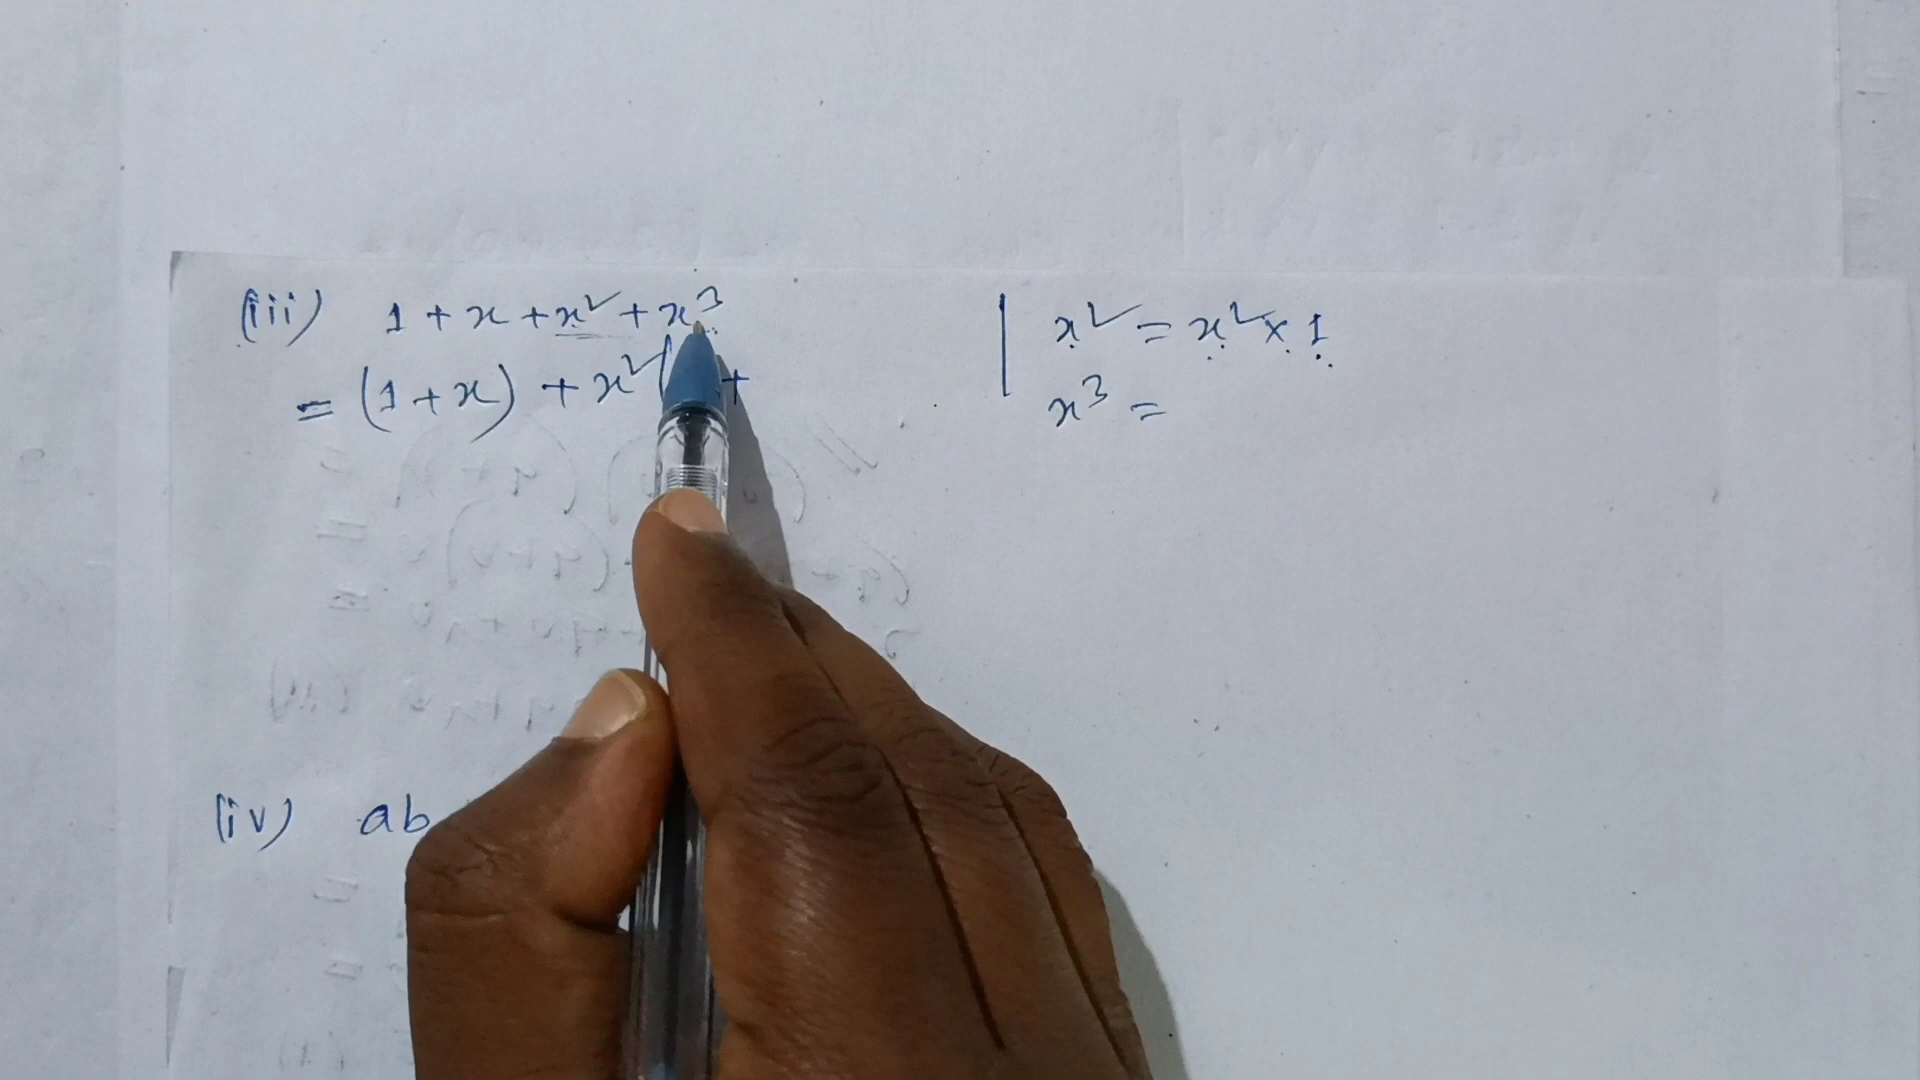 (iii) 1 + x + x² + x³
= (1 + x) + x²( +
x² = x² × 1
x³ =
(iv) ab